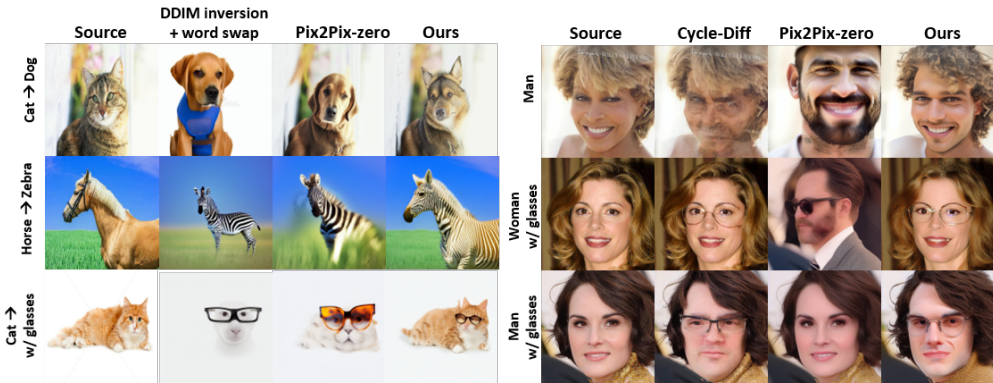 Source
DDIM inversion
+ word swap
Pix2Pix-zero
Ours
Cat → Dog
Horse → Zebra
Cat →
w/ glasses
Source
Cycle-Diff
Pix2Pix-zero
Ours
Man
Woman
w/ glasses
Man
w/ glasses